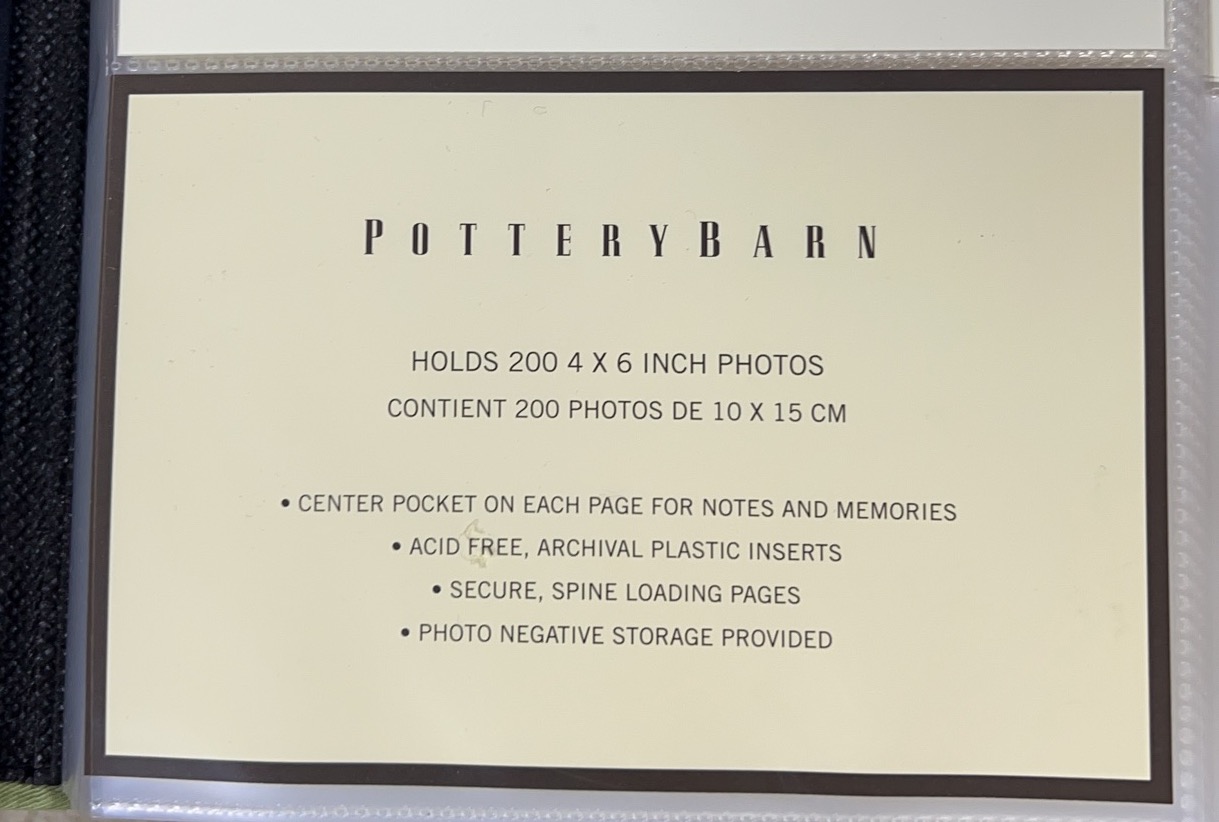 POTTERYBARN
HOLDS 200 4 X 6 INCH PHOTOS
CONTIENT 200 PHOTOS DE 10 X 15 CM
• CENTER POCKET ON EACH PAGE FOR NOTES AND MEMORIES
• ACID FREE, ARCHIVAL PLASTIC INSERTS
• SECURE, SPINE LOADING PAGES
• PHOTO NEGATIVE STORAGE PROVIDED